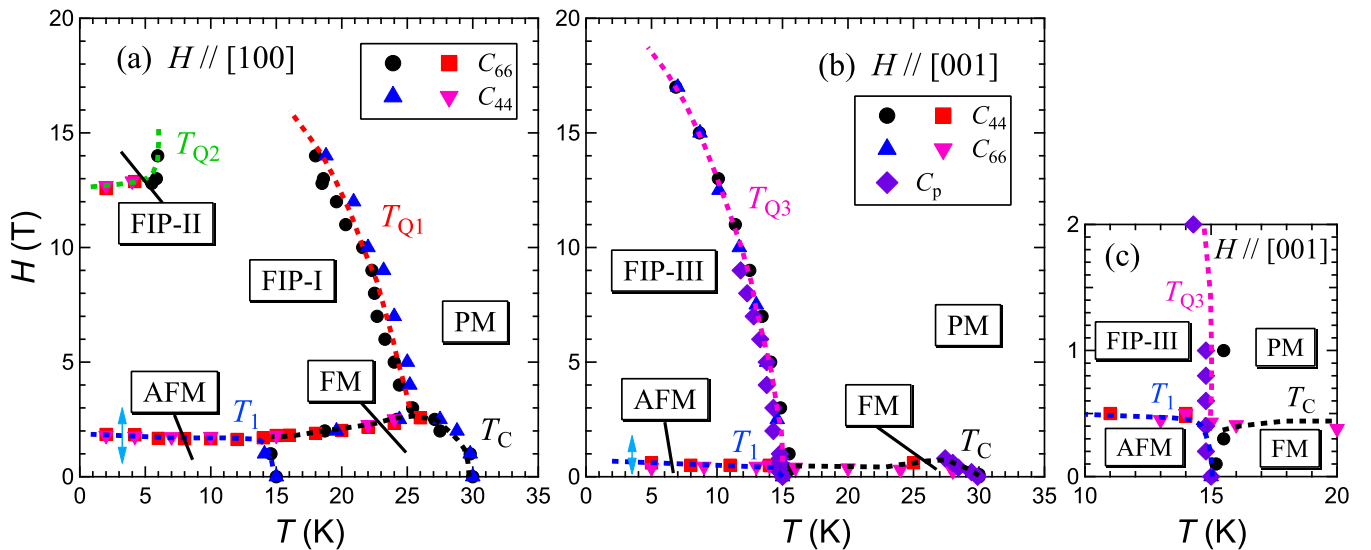 (a) H // [100]
C66
C44
TQ2
FIP-II
TQ1
FIP-I
PM
AFM
FM
T1
TC
H (T)
20
15
10
5
0
0 5 10 15 20 25 30 35
T (K)
(b) H // [001]
C44
C66
Cp
TQ3
FIP-III
PM
AFM
FM
T1
TC
20
15
10
5
0
0 5 10 15 20 25 30 35
T (K)
(c) H // [001]
TQ3
FIP-III
PM
T1
TC
AFM
FM
2
1
0
10 15 20
T (K)